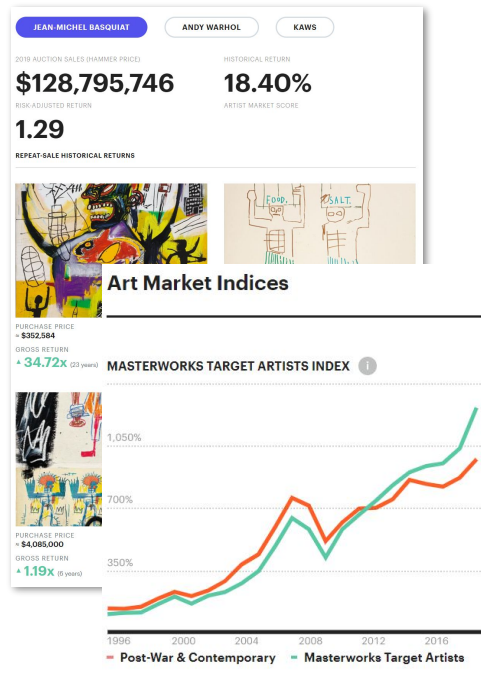 JEAN-MICHEL BASQUIAT
ANDY WARHOL
KAWS
2019 AUCTION SALES (HAMMER PRICE)
HISTORICAL RETURN
$128,795,746
18.40%
RISK-ADJUSTED RETURN
ARTIST MARKET SCORE
1.29
REPEAT-SALE HISTORICAL RETURNS
FOOD.
SALT.
PURCHASE PRICE
≈ $352,584
GROSS RETURN
▲ 34.72x (23 years)
PURCHASE PRICE
≈ $4,085,000
GROSS RETURN
▲ 1.19x (6 years)
Art Market Indices
MASTERWORKS TARGET ARTISTS INDEX i
1,050%
700%
350%
1996 2000 2004 2008 2012 2016
Post-War & Contemporary Masterworks Target Artists